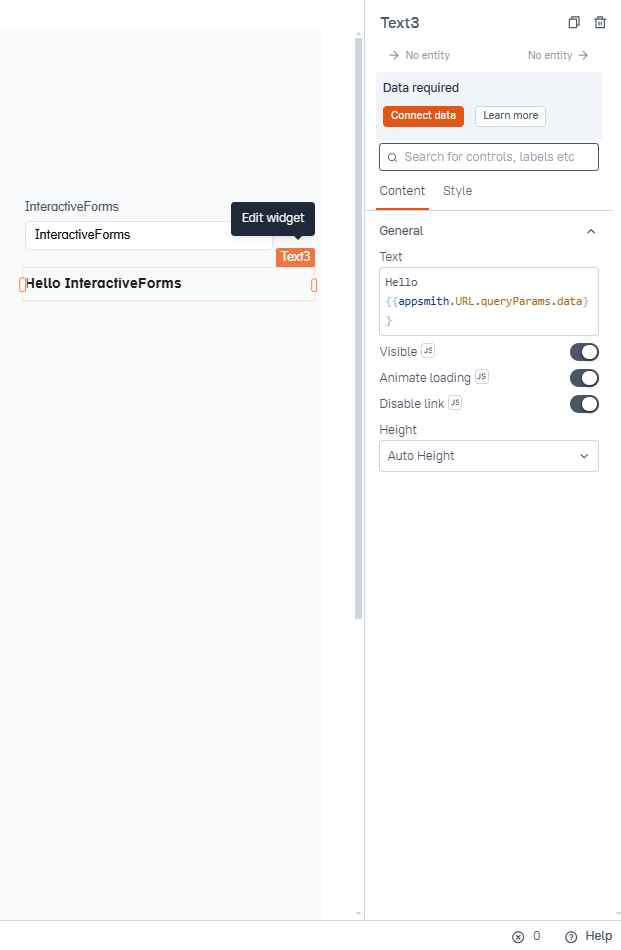 Text3
No entity
No entity
Data required
Connect data
Learn more
Search for controls, labels etc
Content
Style
General
Text
Hello
{{appsmith.URL.queryParams.data}
}
Visible JS
Animate loading JS
Disable link JS
Height
Auto Height
InteractiveForms
InteractiveForms
Edit widget
Text3
Hello InteractiveForms
0
Help